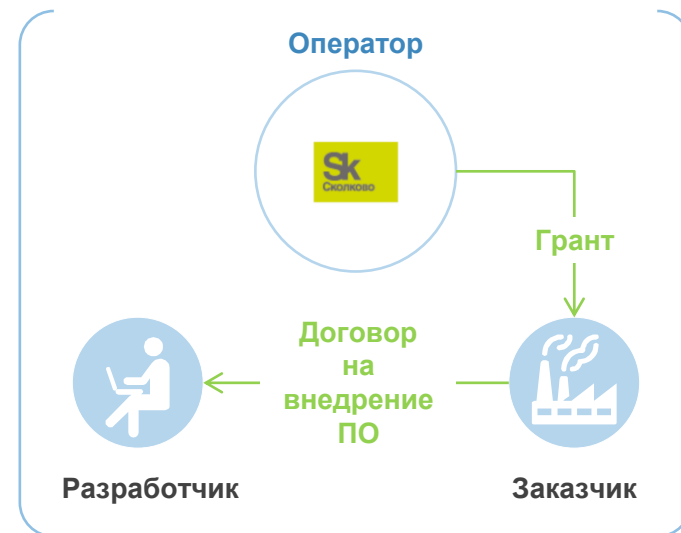 Оператор
Sk
Сколково
Грант
Договор
на
внедрение
ПО
Разработчик
Заказчик